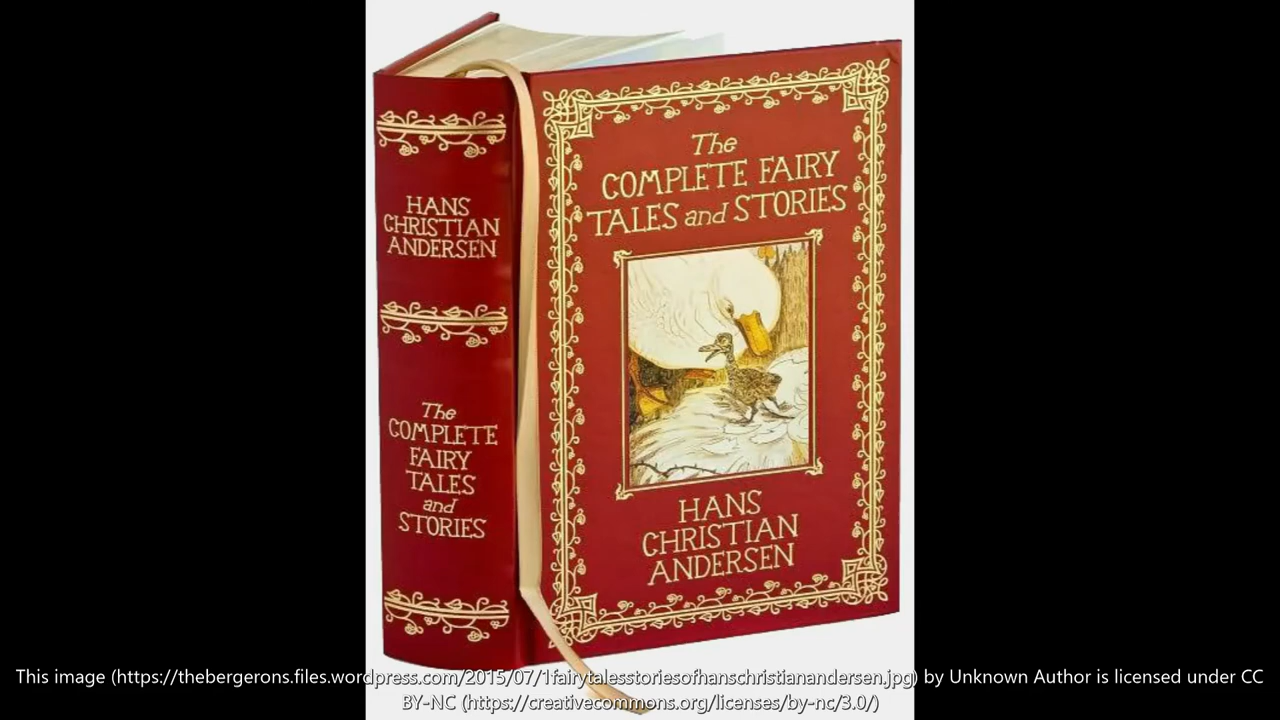 HANS
CHRISTIAN
ANDERSEN
The
COMPLETE
FAIRY
TALES
and
STORIES
The
COMPLETE FAIRY
TALES and STORIES
HANS
CHRISTIAN
ANDERSEN
This image (https://thebergerons.files.wordpress.com/2015/07/1fairytalesstoriesofhanschristianandersen.jpg) by Unknown Author is licensed under CC
BY-NC (https://creativecommons.org/licenses/by-nc/3.0/)